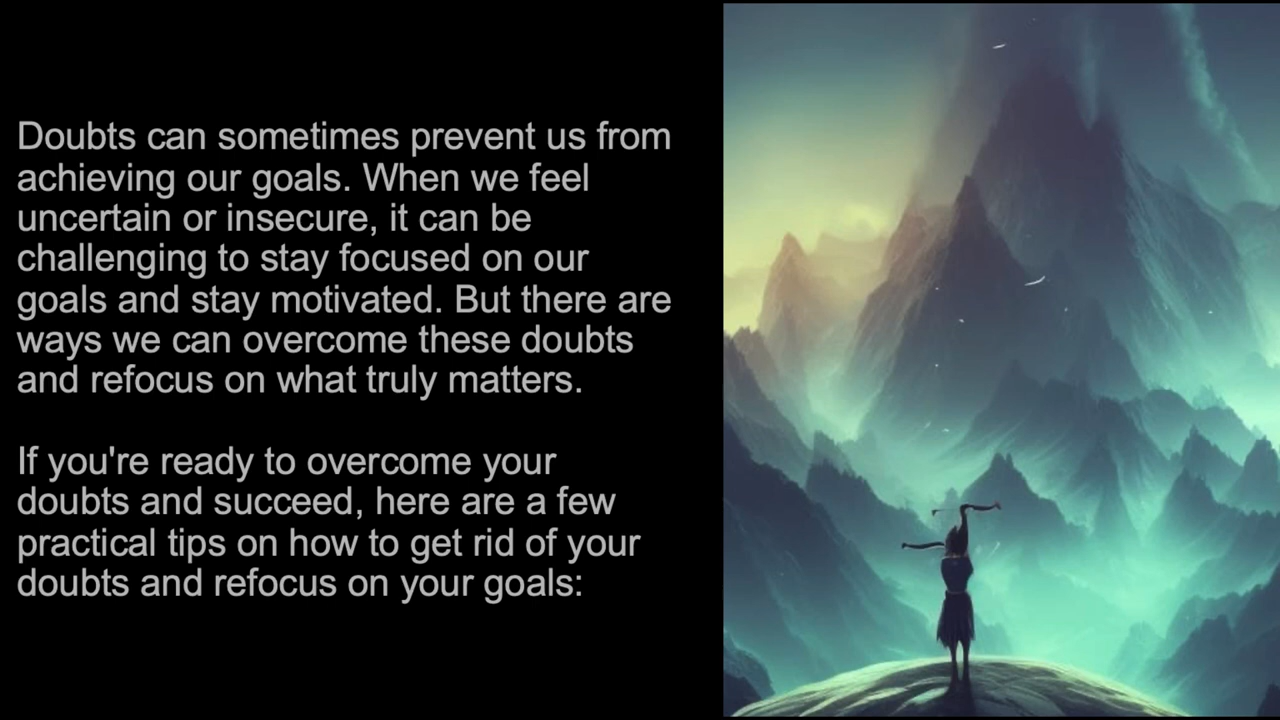 Doubts can sometimes prevent us from
achieving our goals. When we feel
uncertain or insecure, it can be
challenging to stay focused on our
goals and stay motivated. But there are
ways we can overcome these doubts
and refocus on what truly matters.
If you're ready to overcome your
doubts and succeed, here are a few
practical tips on how to get rid of your
doubts and refocus on your goals: